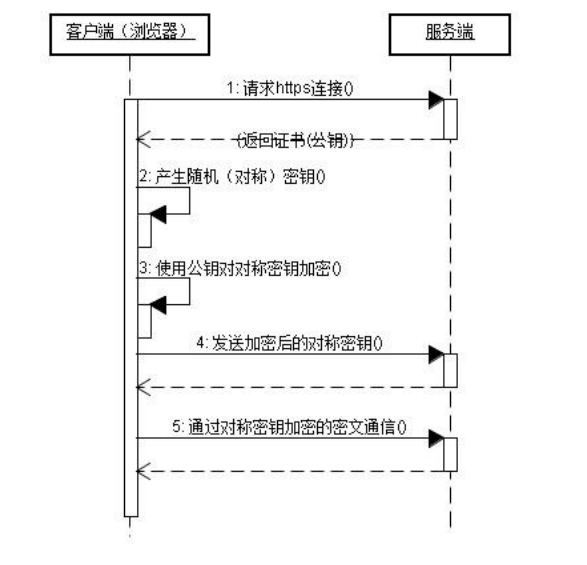 客户端（浏览器）
服务端
1: 请求https连接()
{返回证书(公钥)}
2: 产生随机（对称）密钥()
3: 使用公钥对对称密钥加密()
4: 发送加密后的对称密钥()
5: 通过对称密钥加密的密文通信()